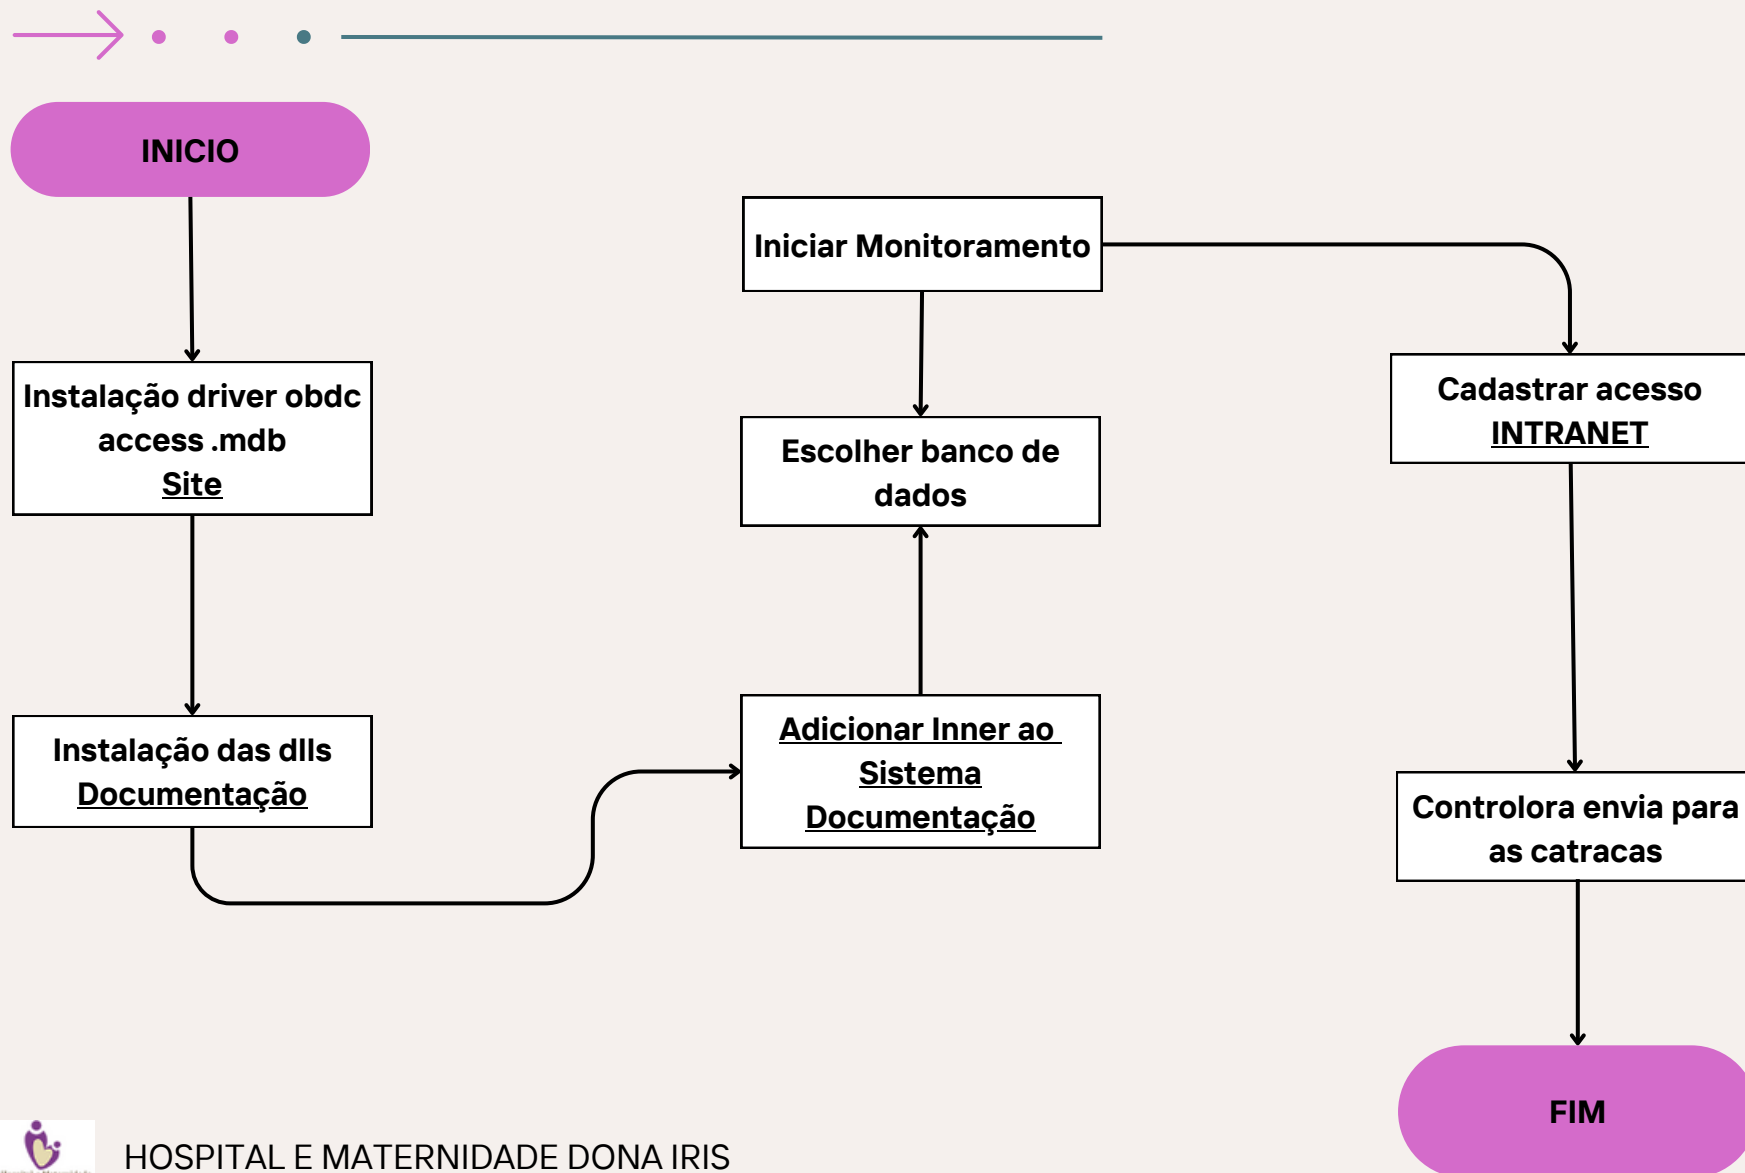 INICIO
Instalação driver obdc
access .mdb
Site
Instalação das dlls
Documentação
Adicionar Inner ao
Sistema
Documentação
Escolher banco de
dados
Iniciar Monitoramento
Cadastrar acesso
INTRANET
Controlora envia para
as catracas
FIM
HOSPITAL E MATERNIDADE DONA IRIS